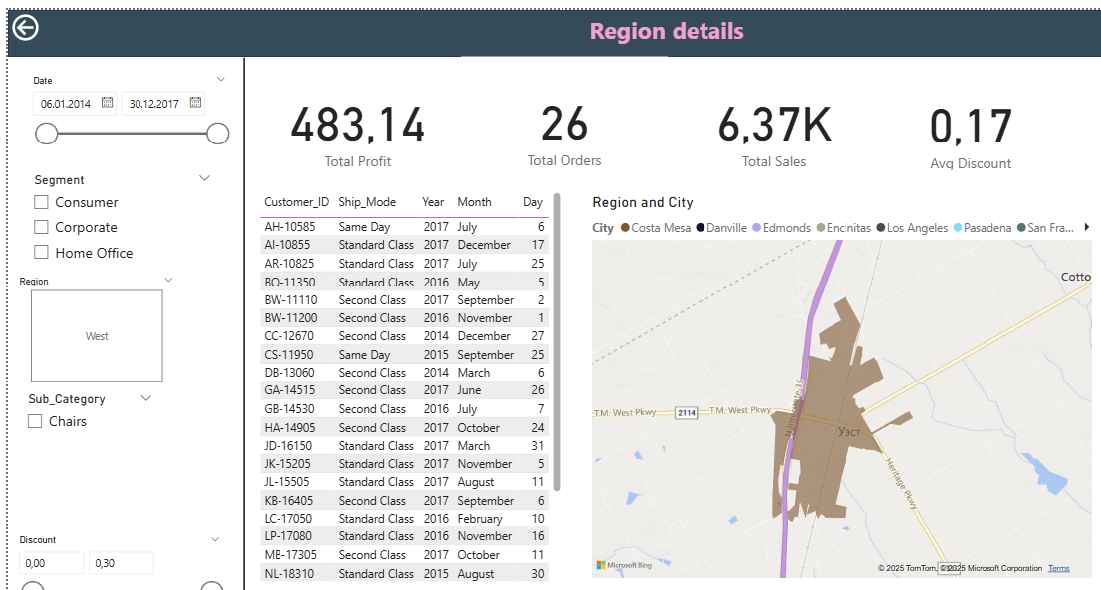 Region details
Date
06.01.2014 30.12.2017
Segment
Consumer
Corporate
Home Office
Region
West
Sub_Category
Chairs
Discount
0,00 0,30
483,14
Total Profit
26
Total Orders
6,37K
Total Sales
0,17
Avg Discount
Customer_ID Ship_Mode Year Month Day
AH-10585 Same Day 2017 July 6
AI-10855 Standard Class 2017 December 17
AR-10825 Standard Class 2017 July 25
BO-11350 Standard Class 2016 May 5
BW-11110 Second Class 2017 September 2
BW-11200 Second Class 2016 November 1
CC-12670 Second Class 2014 December 27
CS-11950 Same Day 2015 September 25
DB-13060 Second Class 2014 March 6
GA-14515 Second Class 2017 June 26
GB-14530 Second Class 2016 July 7
HA-14905 Second Class 2017 October 24
JD-16150 Standard Class 2017 March 31
JK-15205 Standard Class 2017 November 5
JL-15505 Standard Class 2017 August 11
KB-16405 Second Class 2017 September 6
LC-17050 Standard Class 2016 February 10
LP-17080 Standard Class 2016 November 16
MB-17305 Second Class 2017 October 11
NL-18310 Standard Class 2015 August 30
Region and City
City Costa Mesa Danville Edmonds Encinitas Los Angeles Pasadena San Fra...
Cotto
T.M. West Pkwy 2114 T.M. West Pkwy
Уэст
Heritage Pkwy
Microsoft Bing
© 2025 TomTom, © 2025 Microsoft Corporation Terms